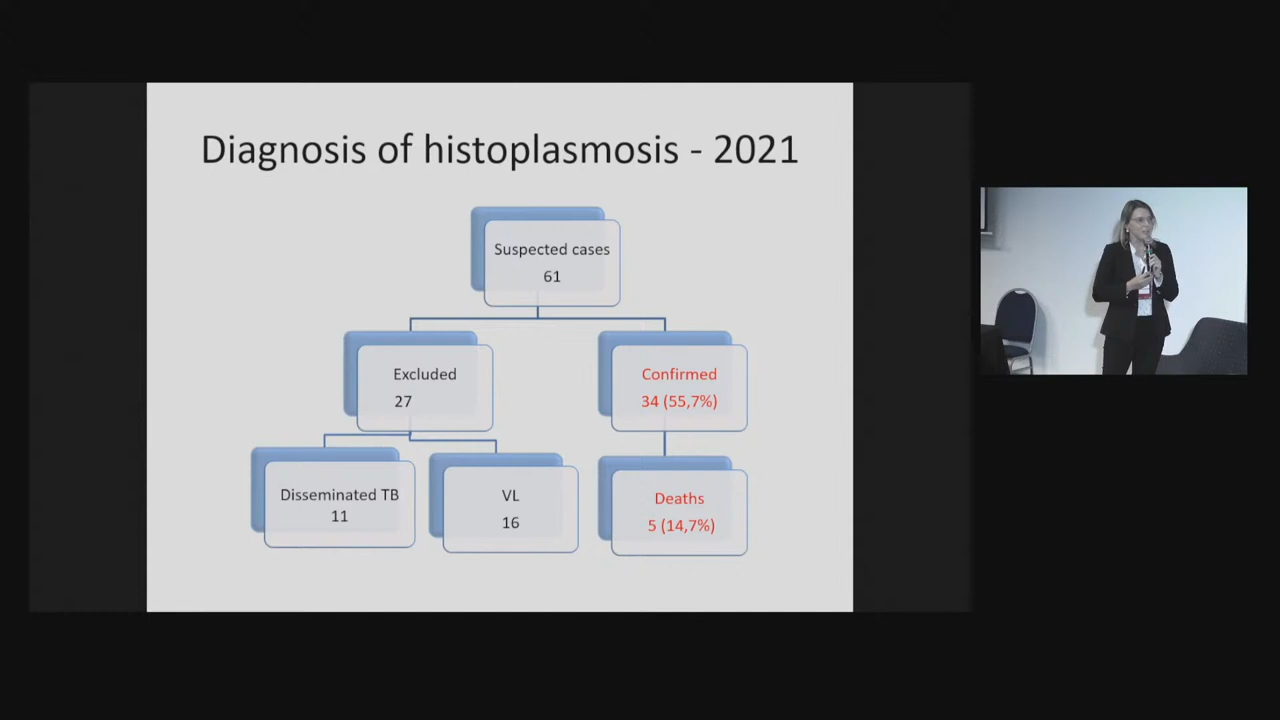 Diagnosis of histoplasmosis - 2021
Suspected cases
61
Excluded
27
Confirmed
34 (55,7%)
Disseminated TB
11
VL
16
Deaths
5 (14,7%)